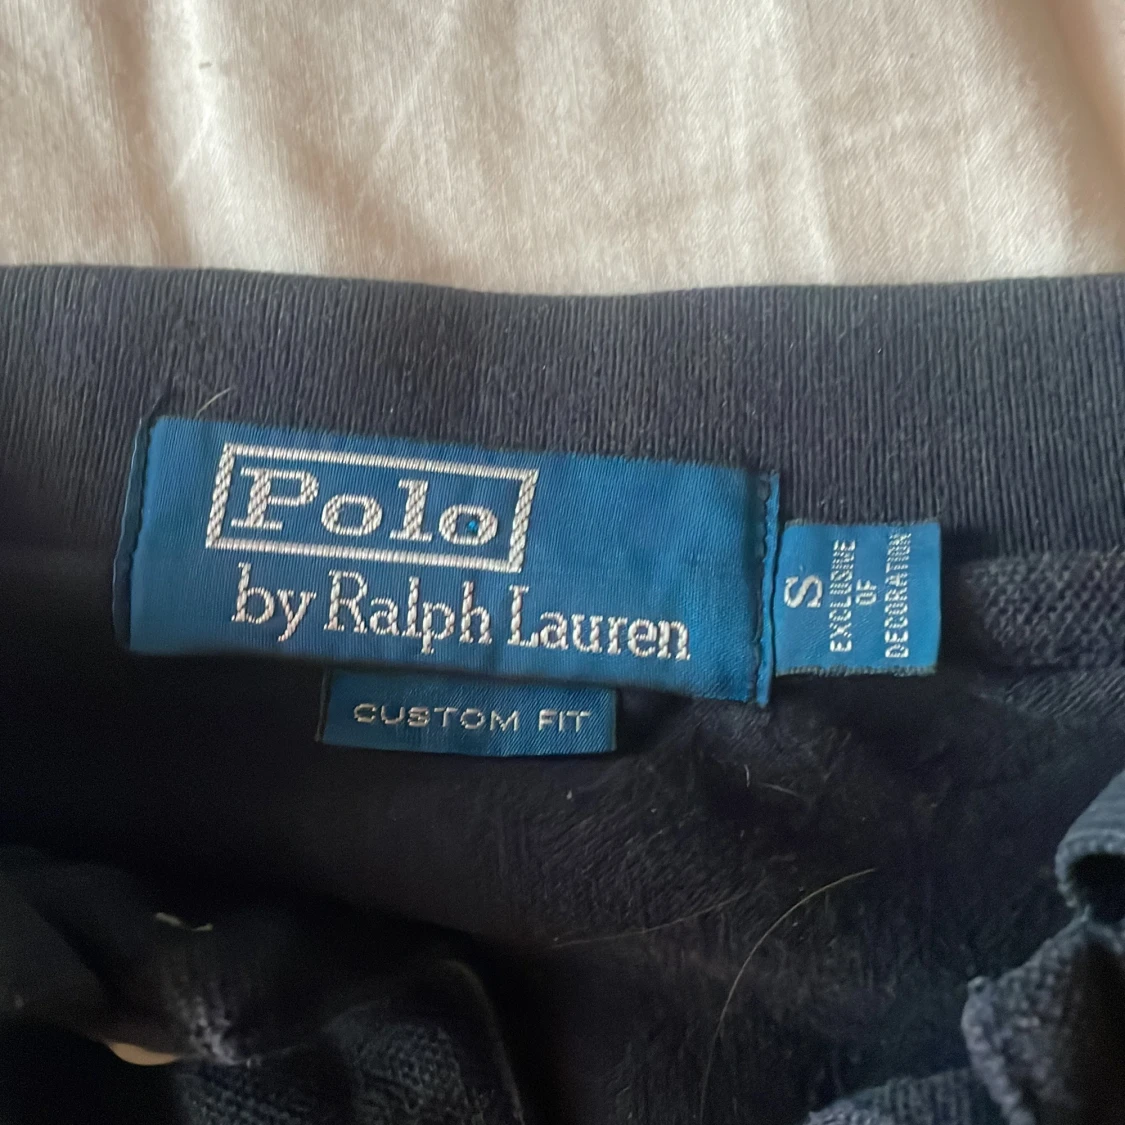 Polo
by Ralph Lauren
CUSTOM FIT
S
EXCLUSIVE
OF
DECORATION